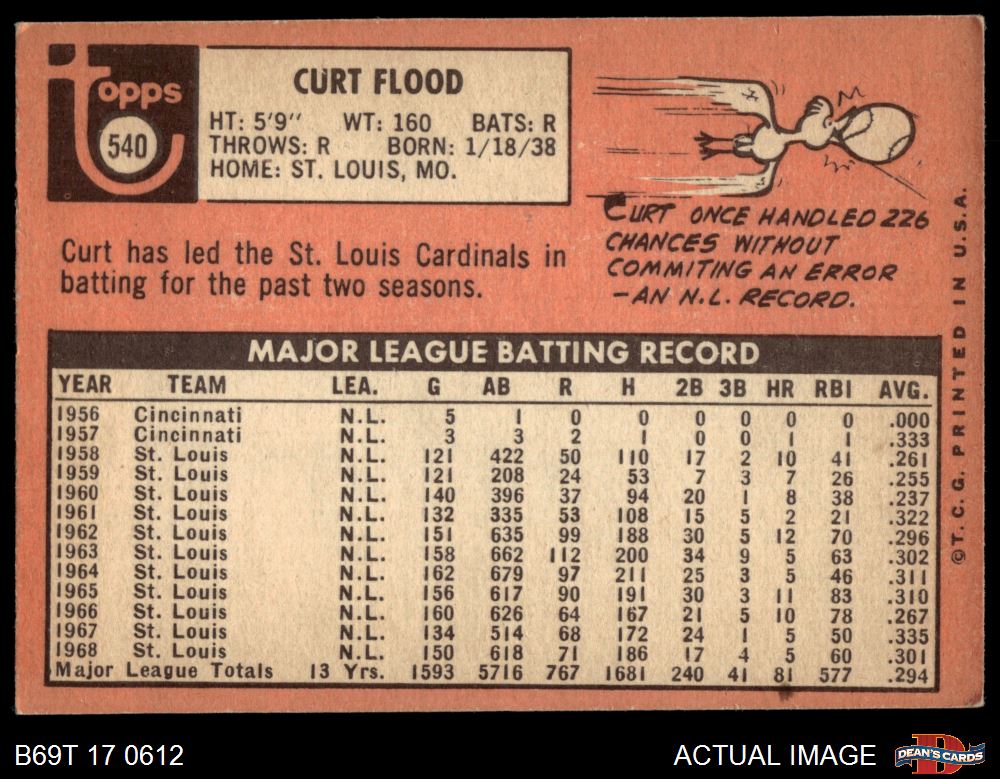 topps
540
CURT FLOOD
HT: 5'9" WT: 160 BATS: R
THROWS: R BORN: 1/18/38
HOME: ST. LOUIS, MO.
CURT ONCE HANDLED 226
CHANCES WITHOUT
COMMITING AN ERROR
—AN N.L. RECORD.
Curt has led the St. Louis Cardinals in
batting for the past two seasons.
MAJOR LEAGUE BATTING RECORD
YEAR TEAM LEA. G AB R H 2B 3B HR RBI AVG.
1956 Cincinnati N.L. 5 1 0 0 0 0 0 0 .000
1957 Cincinnati N.L. 3 3 2 1 0 0 1 1 .333
1958 St. Louis N.L. 121 422 50 110 17 2 10 41 .261
1959 St. Louis N.L. 121 208 24 53 7 3 7 26 .255
1960 St. Louis N.L. 140 396 37 94 20 1 8 38 .237
1961 St. Louis N.L. 132 335 53 108 15 5 2 21 .322
1962 St. Louis N.L. 151 635 99 188 30 5 12 70 .296
1963 St. Louis N.L. 158 662 112 200 34 9 5 63 .302
1964 St. Louis N.L. 162 679 97 211 25 3 5 46 .311
1965 St. Louis N.L. 156 617 90 191 30 3 11 83 .310
1966 St. Louis N.L. 160 626 64 167 21 5 10 78 .267
1967 St. Louis N.L. 134 514 68 172 24 1 5 50 .335
1968 St. Louis N.L. 150 618 71 186 17 4 5 60 .301
Major League Totals 13 Yrs. 1593 5716 767 1681 240 41 81 577 .294
©T. C. G. PRINTED IN U.S.A.
B69T 17 0612
ACTUAL IMAGE
DEAN'S CARDS